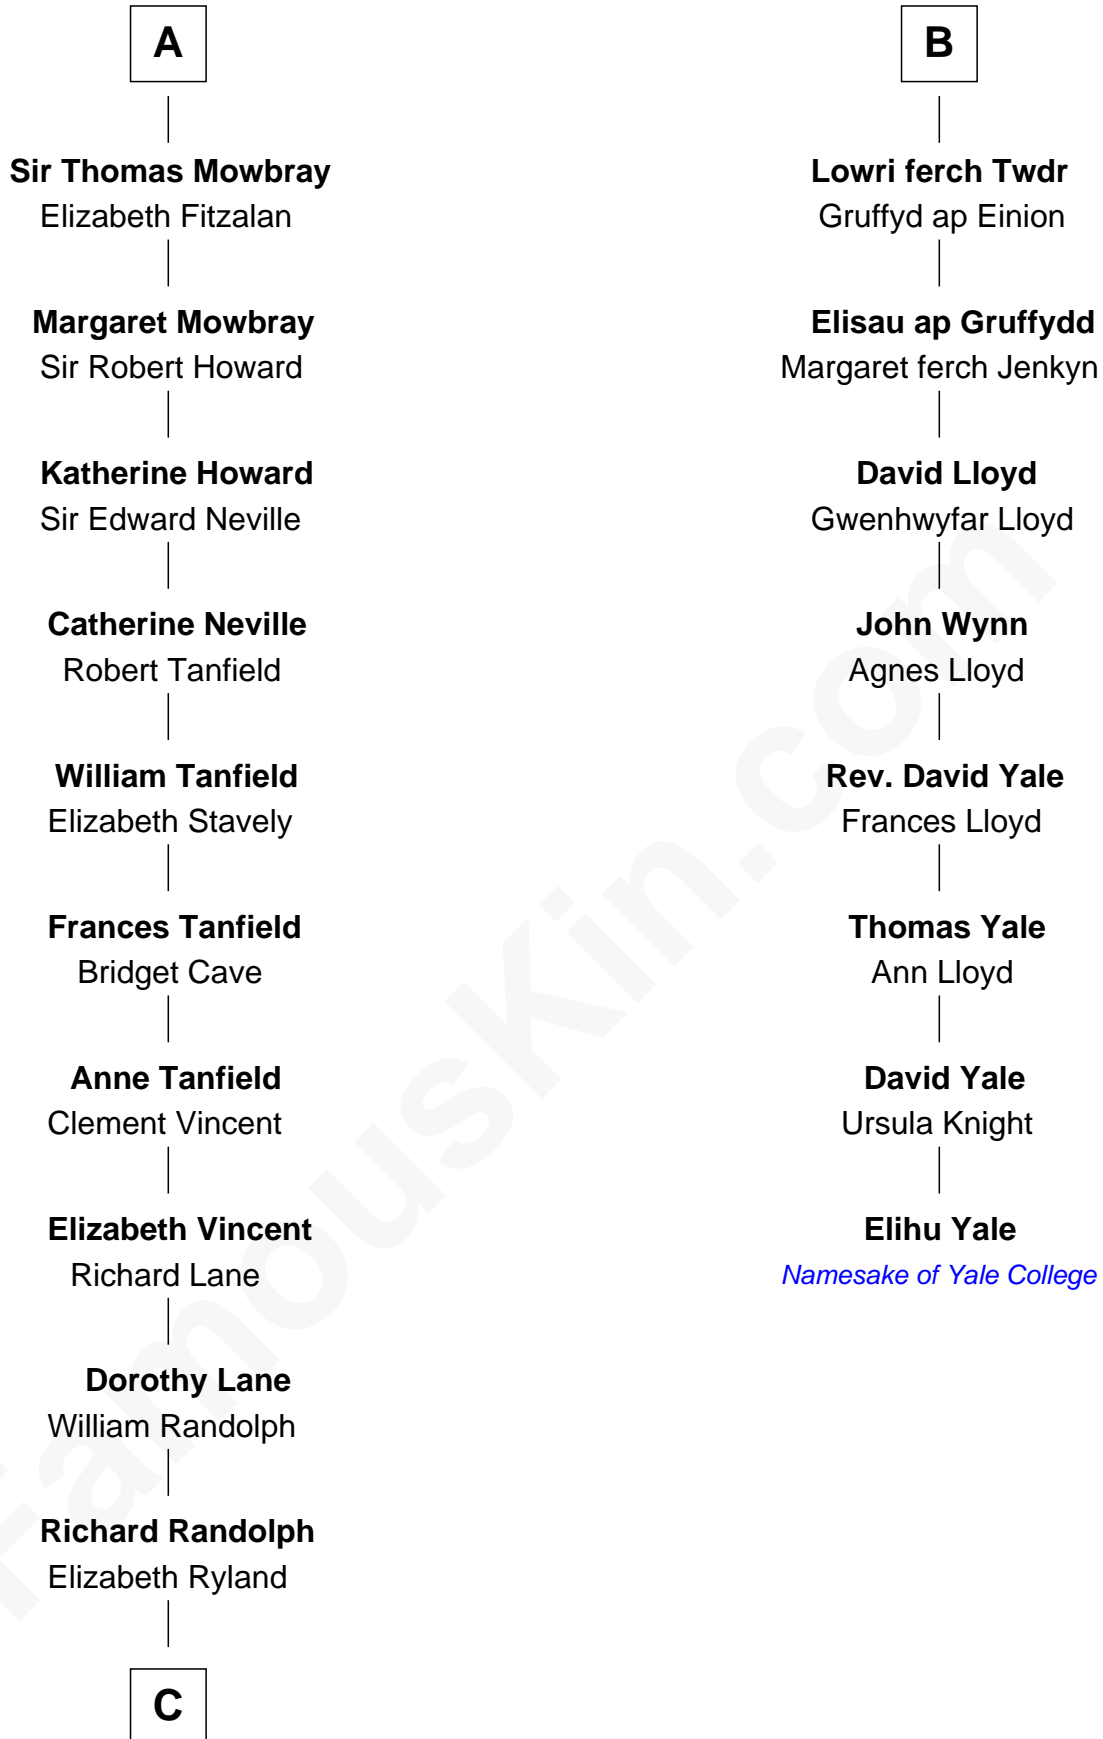 A
Sir Thomas Mowbray
Elizabeth Fitzalan
Margaret Mowbray
Sir Robert Howard
Katherine Howard
Sir Edward Neville
Catherine Neville
Robert Tanfield
William Tanfield
Elizabeth Stavely
Frances Tanfield
Bridget Cave
Anne Tanfield
Clement Vincent
Elizabeth Vincent
Richard Lane
Dorothy Lane
William Randolph
Richard Randolph
Elizabeth Ryland
C
B
Lowri ferch Twdr
Gruffyd ap Einion
Elisau ap Gruffydd
Margaret ferch Jenkyn
David Lloyd
Gwenhwyfar Lloyd
John Wynn
Agnes Lloyd
Rev. David Yale
Frances Lloyd
Thomas Yale
Ann Lloyd
David Yale
Ursula Knight
Elihu Yale
Namesake of Yale College
FamousKin.com